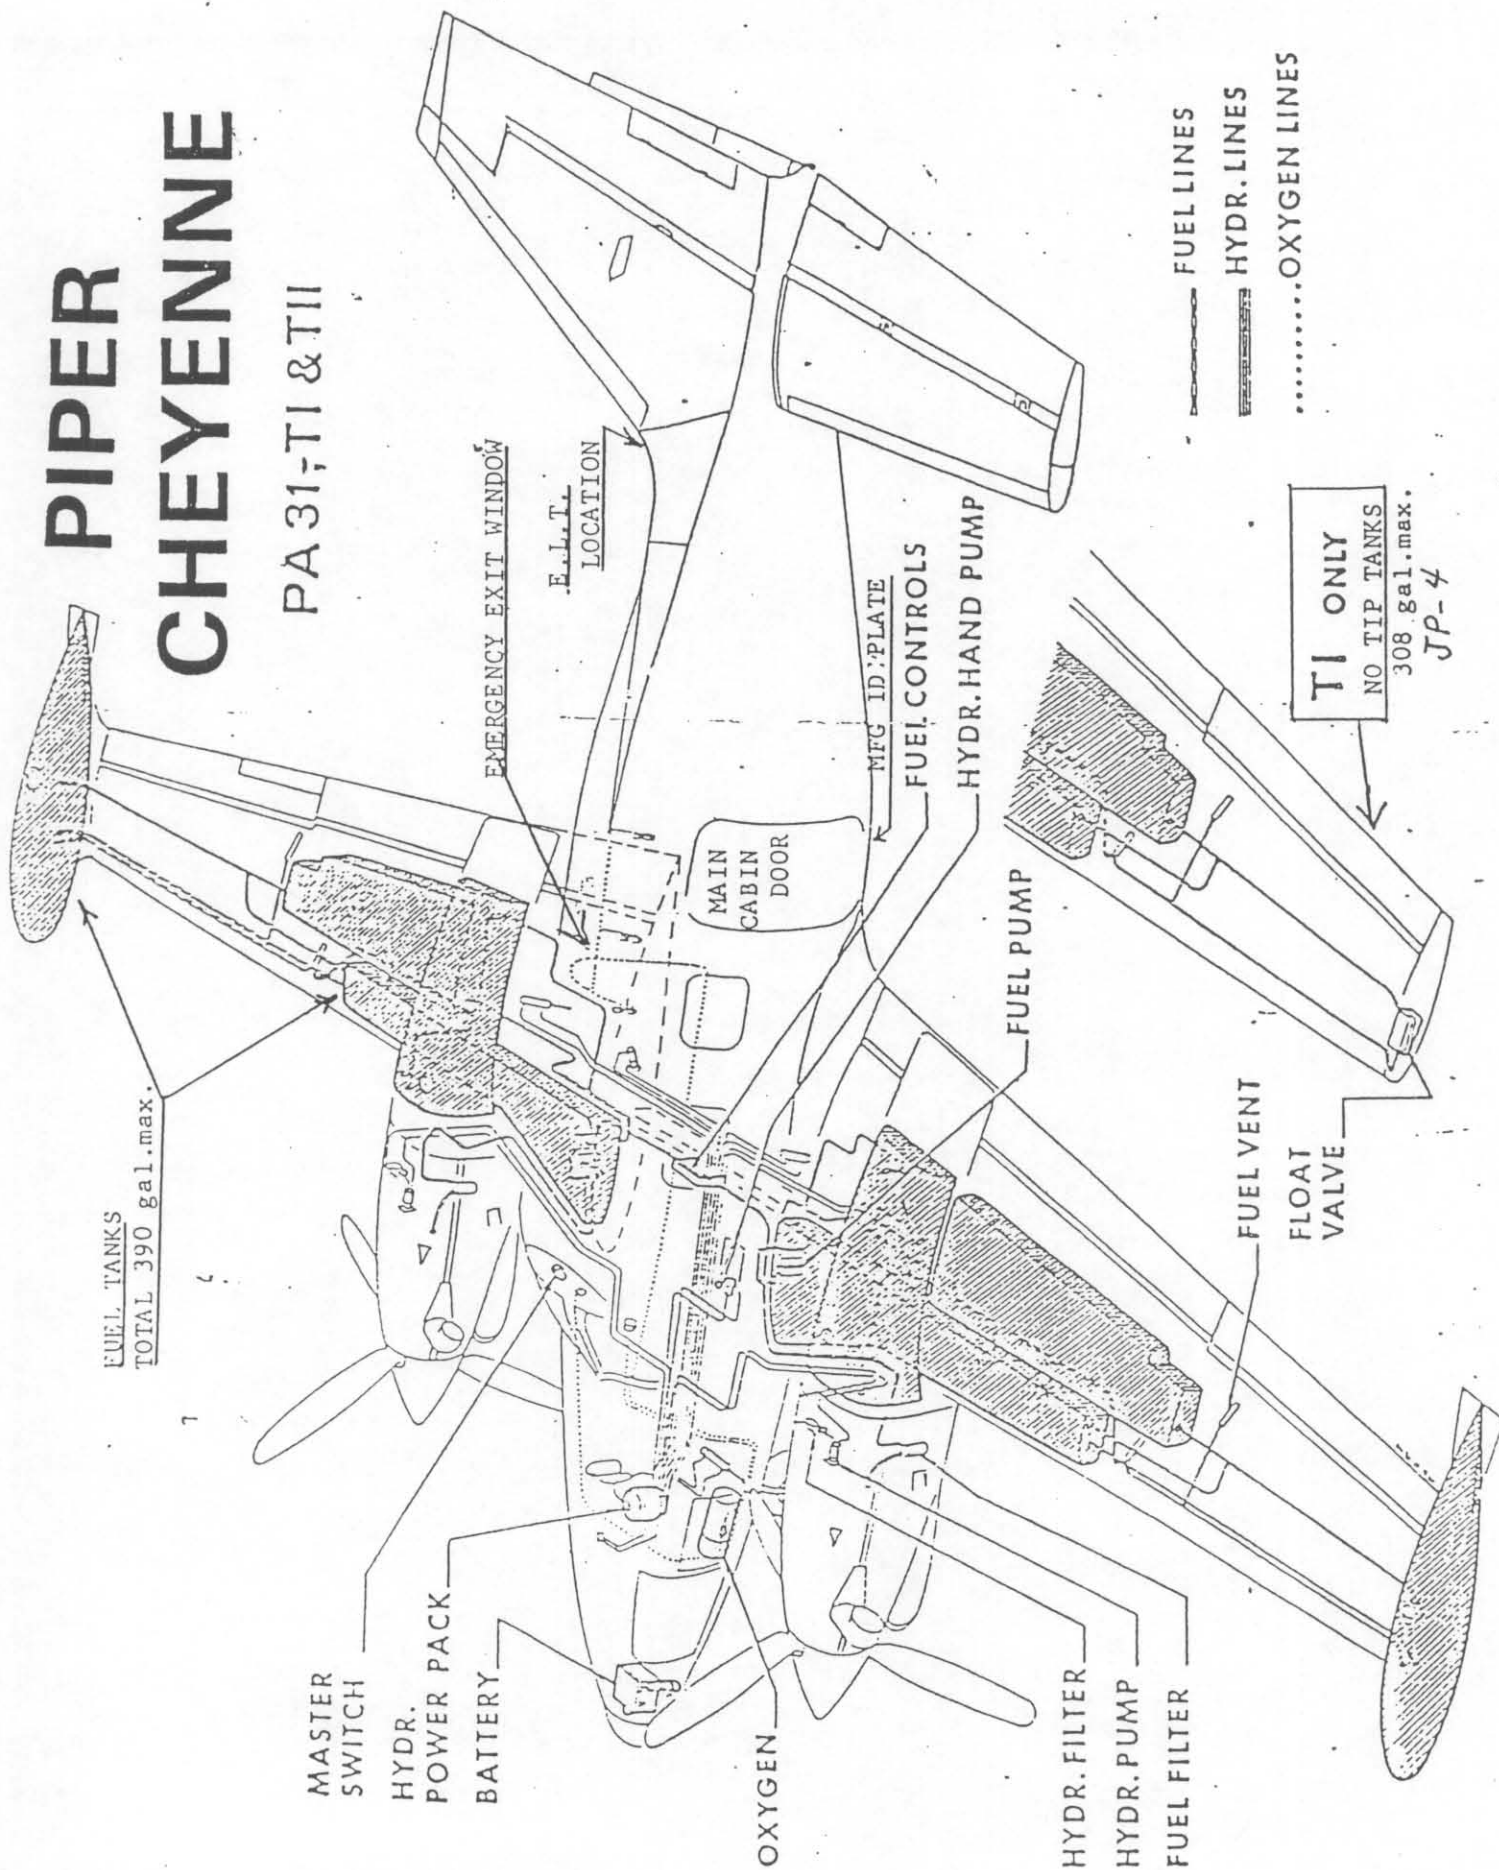 PIPER
CHEYENNE
PA 31, TI & TII
FUEL TANKS
TOTAL 390 gal.max.
EMERGENCY EXIT WINDOW
E.L.T.
LOCATION
MASTER
SWITCH
HYDR.
POWER PACK
BATTERY
MAIN
CABIN
DOOR
MFG ID PLATE
FUEL CONTROLS
HYDR. HAND PUMP
OXYGEN
FUEL PUMP
HYDR. FILTER
HYDR. PUMP
FUEL FILTER
FUEL VENT
FLOAT
VALVE
FUEL LINES
HYDR. LINES
OXYGEN LINES
TI ONLY
NO TIP TANKS
308 gal.max.
JP-4